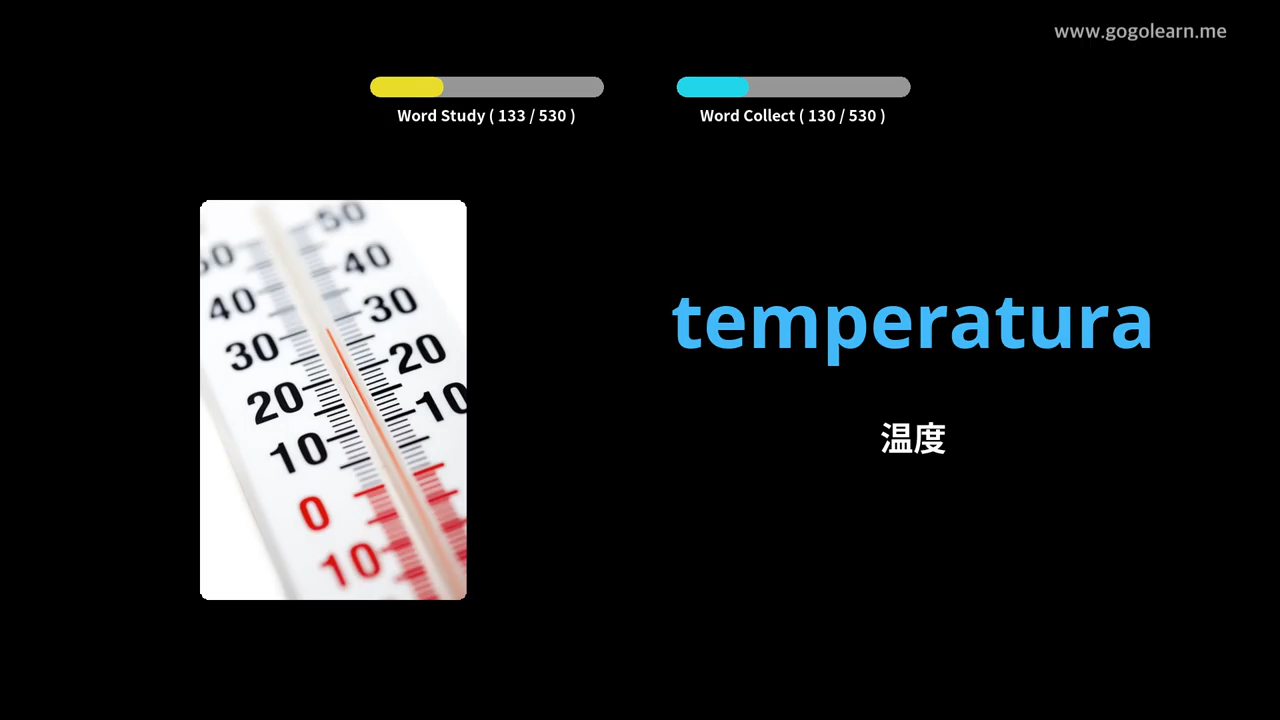 www.gogolearn.me
Word Study ( 133 / 530 )
Word Collect ( 130 / 530 )
50
40
40
30
30
20
20
10
10
0
10
temperatura
温度